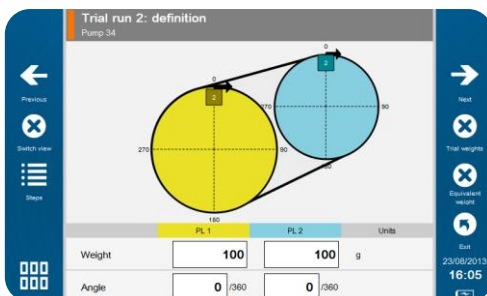 Trial run 2: definition
Pump 34
Previous
Switch view
Steps
0
2
270
90
180
0
2
270
90
180
PL 1 PL 2 Units
Weight 100 100 g
Angle 0 /360 0 /360
Next
Trial weights
Equivalent
weight
Exit
23/08/2013
16:05